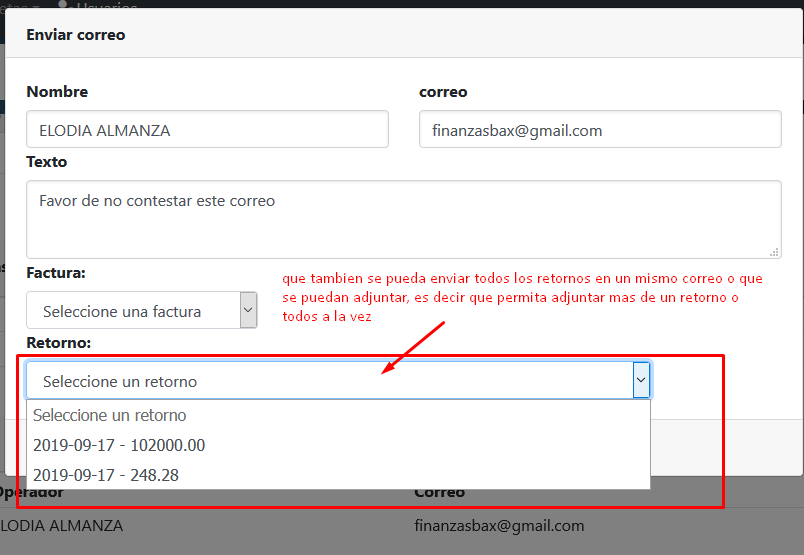 Usuarios
Enviar correo
Nombre
correo
ELODIA ALMANZA
finanzasbax@gmail.com
Texto
Favor de no contestar este correo
Factura:
que tambien se pueda enviar todos los retornos en un mismo correo o que
se puedan adjuntar, es decir que permita adjuntar mas de un retorno o
todos a la vez
Seleccione una factura
Retorno:
Seleccione un retorno
Seleccione un retorno
2019-09-17 - 102000.00
2019-09-17 - 248.28
Operador
Correo
LODIA ALMANZA
finanzasbax@gmail.com